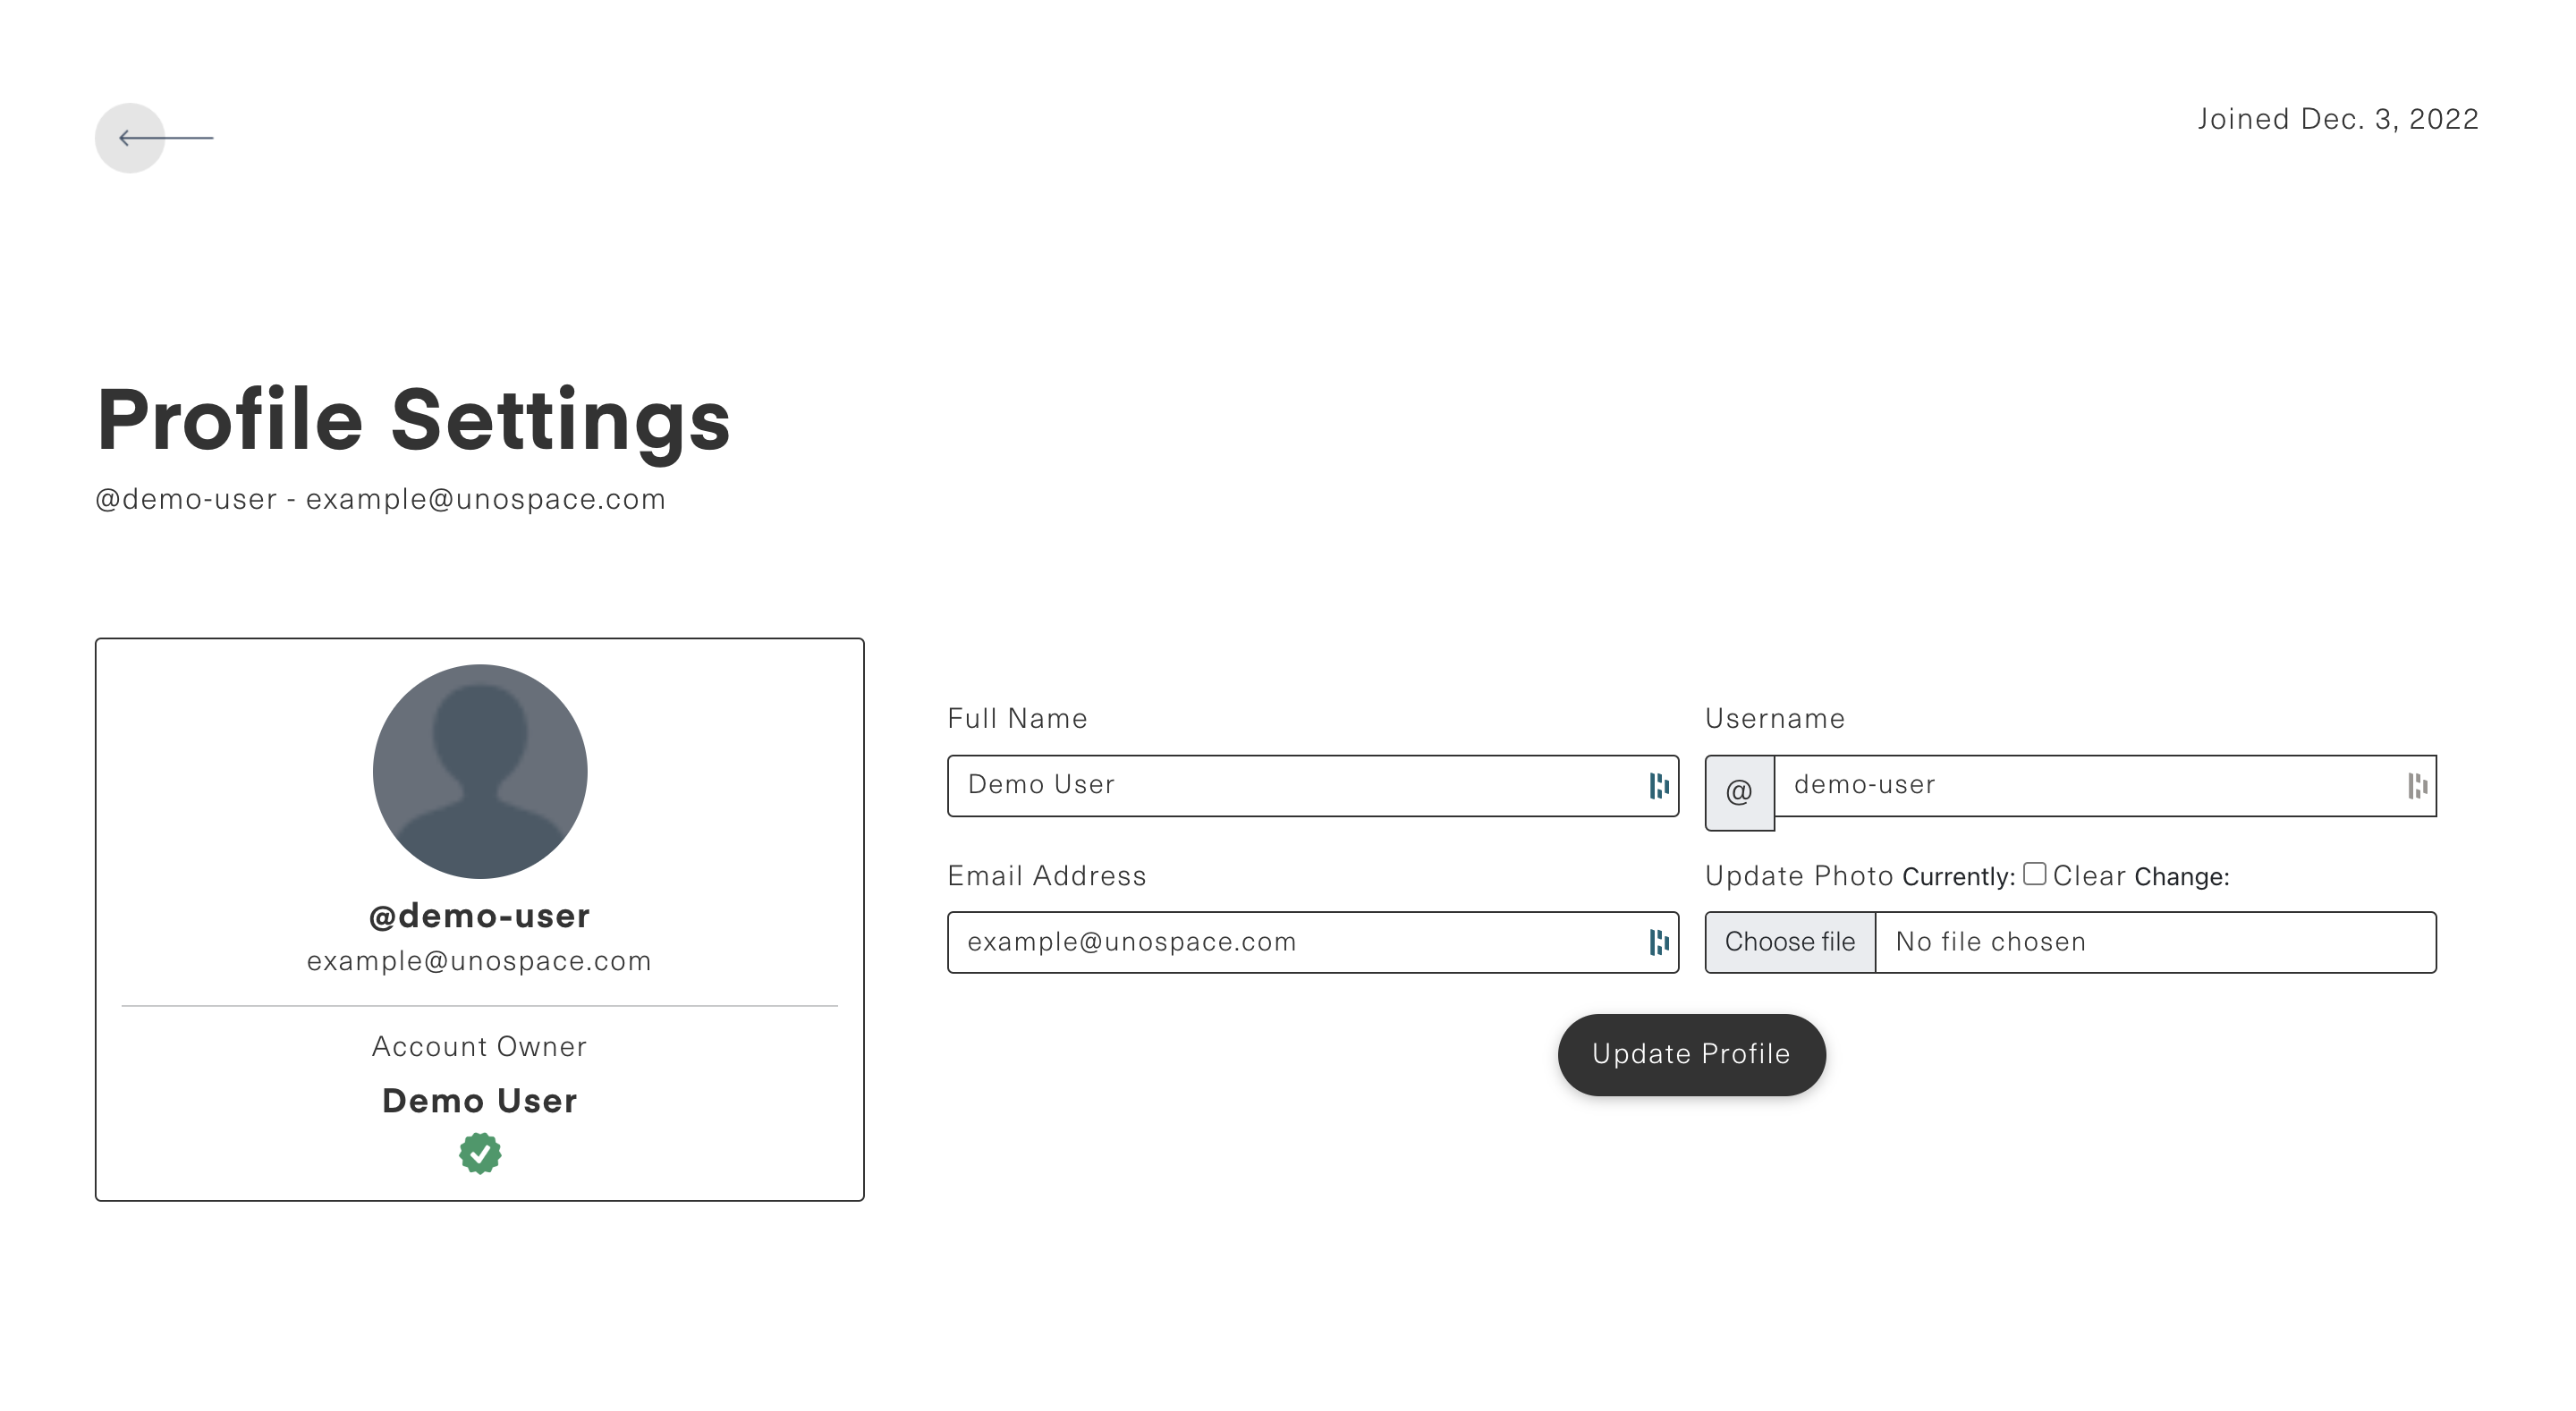 Joined Dec. 3, 2022
Profile Settings
@demo-user - example@unospace.com
@demo-user
example@unospace.com
Account Owner
Demo User
Full Name
Demo User
Username
@ demo-user
Email Address
example@unospace.com
Update Photo Currently: Clear Change:
Choose file No file chosen
Update Profile